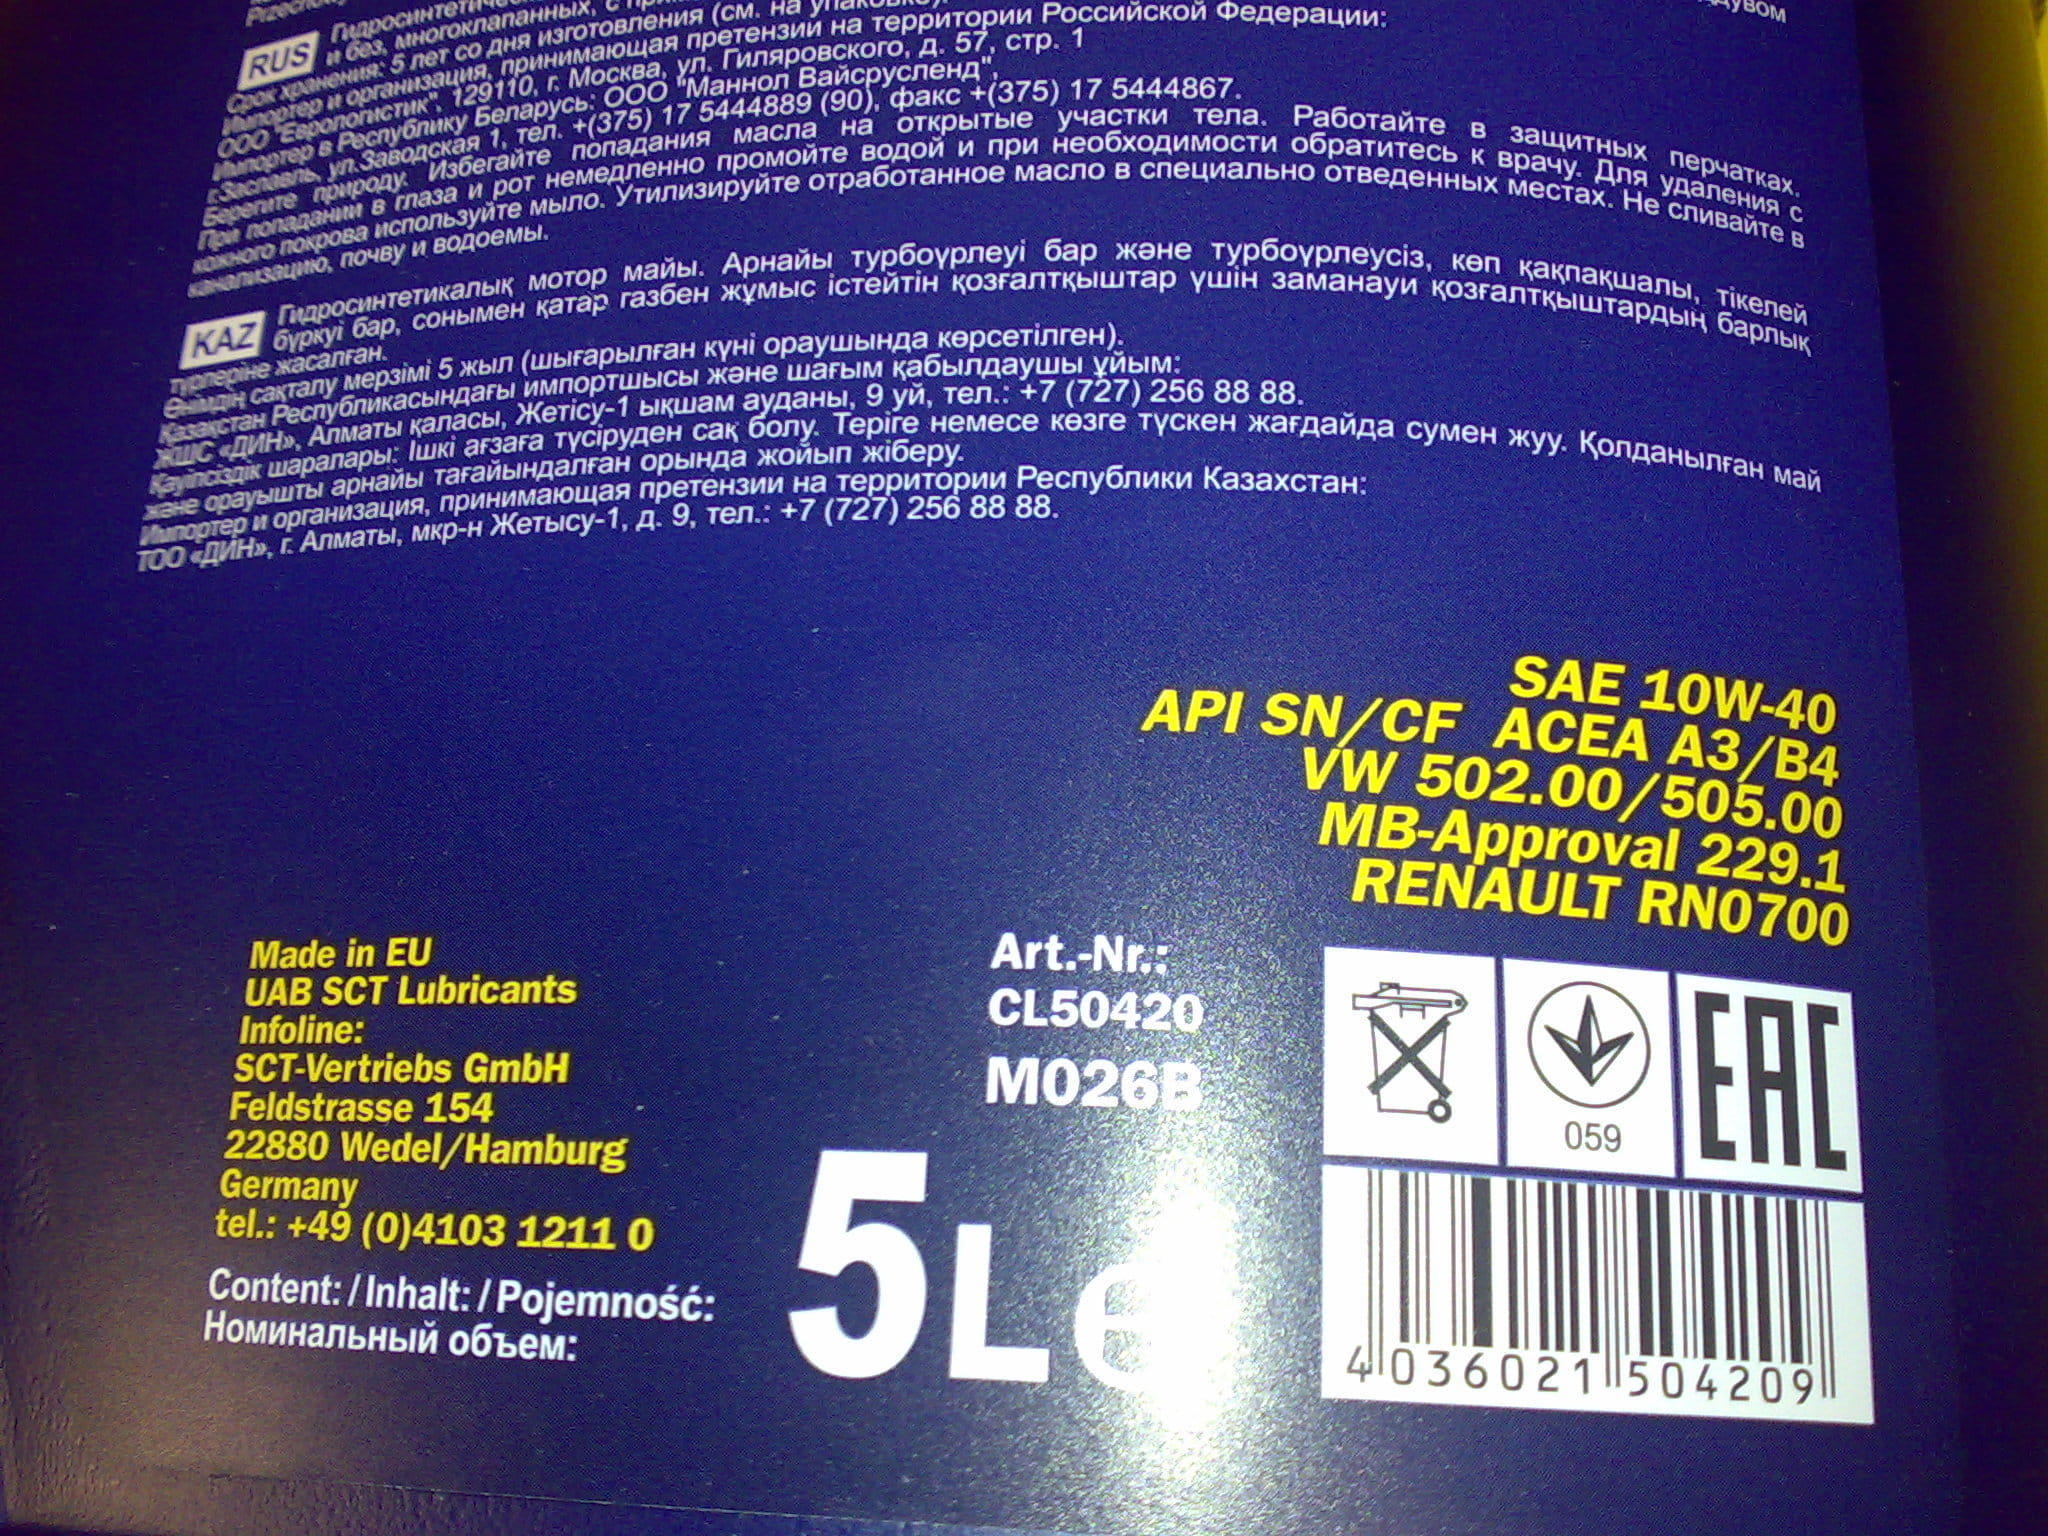 RUS Гидросинтетическое
и без, многоклапанных, с
Срок хранения: 5 лет со дня изготовления (см. на упаковке).
Импортер и организация, принимающая претензии на территории Российской Федерации:
ООО "Еврологистик", 129110, г. Москва, ул. Гиляровского, д. 57, стр. 1
Импортер в Республику Беларусь: ООО "Маннол Вайсрусленд",
г.Заславль, ул.Заводская 1, тел. +(375) 17 5444889 (90), факс +(375) 17 5444867.
Берегите природу. Избегайте попадания масла на открытые участки тела. Работайте в защитных перчатках.
При попадании в глаза и рот немедленно промойте водой и при необходимости обратитесь к врачу. Для удаления с
кожного покрова используйте мыло. Утилизируйте отработанное масло в специально отведенных местах. Не сливайте в
канализацию, почву и водоемы.
KAZ Гидросинтетикалық мотор майы. Арнайы турбоүрлеуі бар және турбоүрлеусіз, көп қақпақшалы, тікелей
бүркуі бар, сонымен қатар газбен жұмыс істейтін қозғалтқыштар үшін заманауи қозғалтқыштардың барлық
түрлеріне жасалған.
Өнімдің сақталу мерзімі 5 жыл (шығарылған күні ораушында көрсетілген).
Қазақстан Республикасындағы импортшысы және шағым қабылдаушы ұйым:
ЖШС «ДИН», Алматы қаласы, Жетісу-1 ықшам ауданы, 9 уй, тел.: +7 (727) 256 88 88.
Қауіпсіздік шаралары: Ішкі ағзаға түсіруден сақ болу. Теріге немесе көзге түскен жағдайда сумен жуу. Қолданылған май
және орауышты арнайы тағайындалған орында жойып жіберу.
Импортер и организация, принимающая претензии на территории Республики Казахстан:
ТОО «ДИН», г. Алматы, мкр-н Жетысу-1, д. 9, тел.: +7 (727) 256 88 88.
SAE 10W-40
API SN/CF ACEA A3/B4
VW 502.00/505.00
MB-Approval 229.1
RENAULT RN0700
Made in EU
UAB SCT Lubricants
Infoline:
SCT-Vertriebs GmbH
Feldstrasse 154
22880 Wedel/Hamburg
Germany
tel.: +49 (0)4103 1211 0
Content: / Inhalt: / Pojemność:
Номинальный объем:
Art.-Nr.:
CL50420
M026B
5L e
059
EAC
4 036021 504209